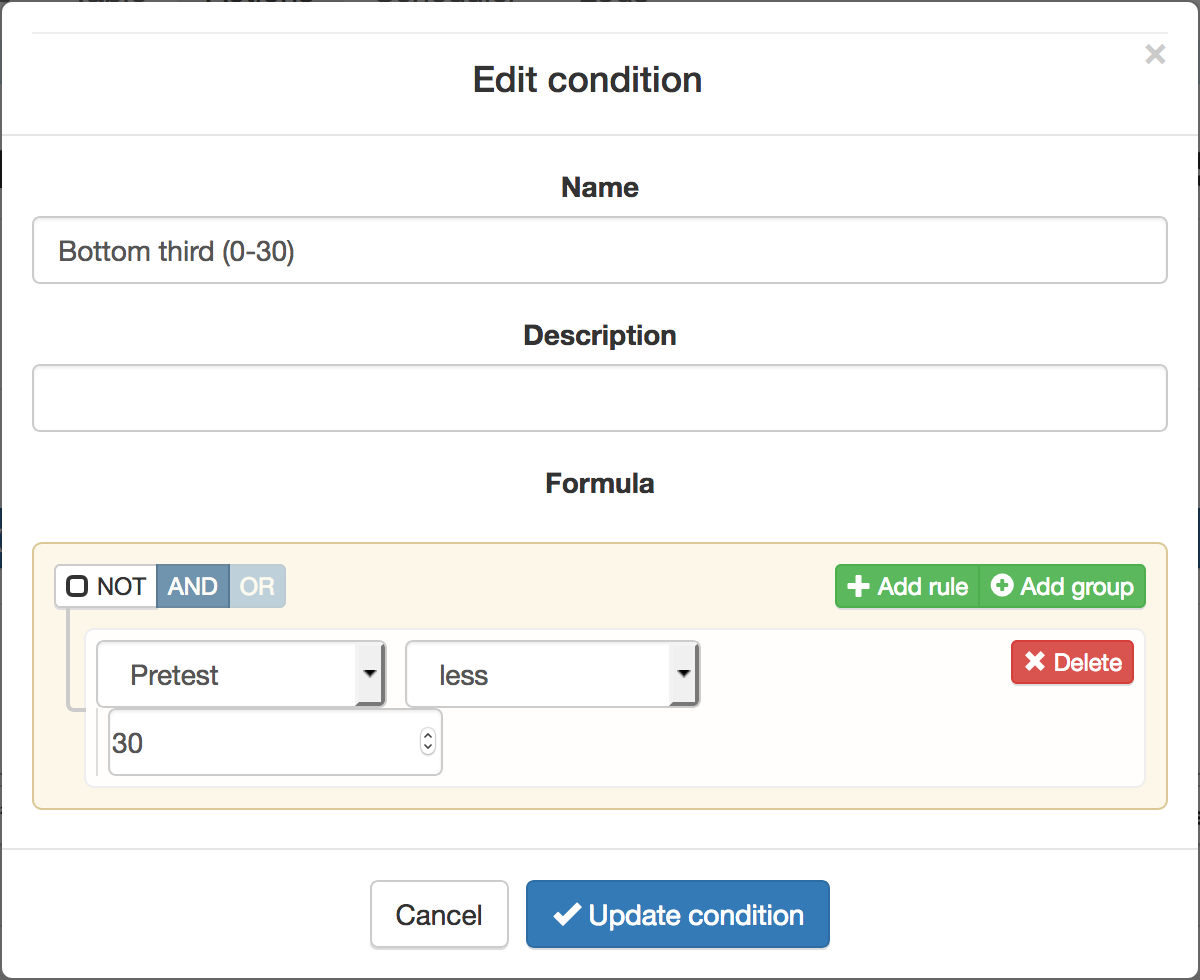 Edit condition
×
Name
Bottom third (0-30)
Description
Formula
NOT AND OR Add rule Add group
Pretest less Delete
30
Cancel Update condition